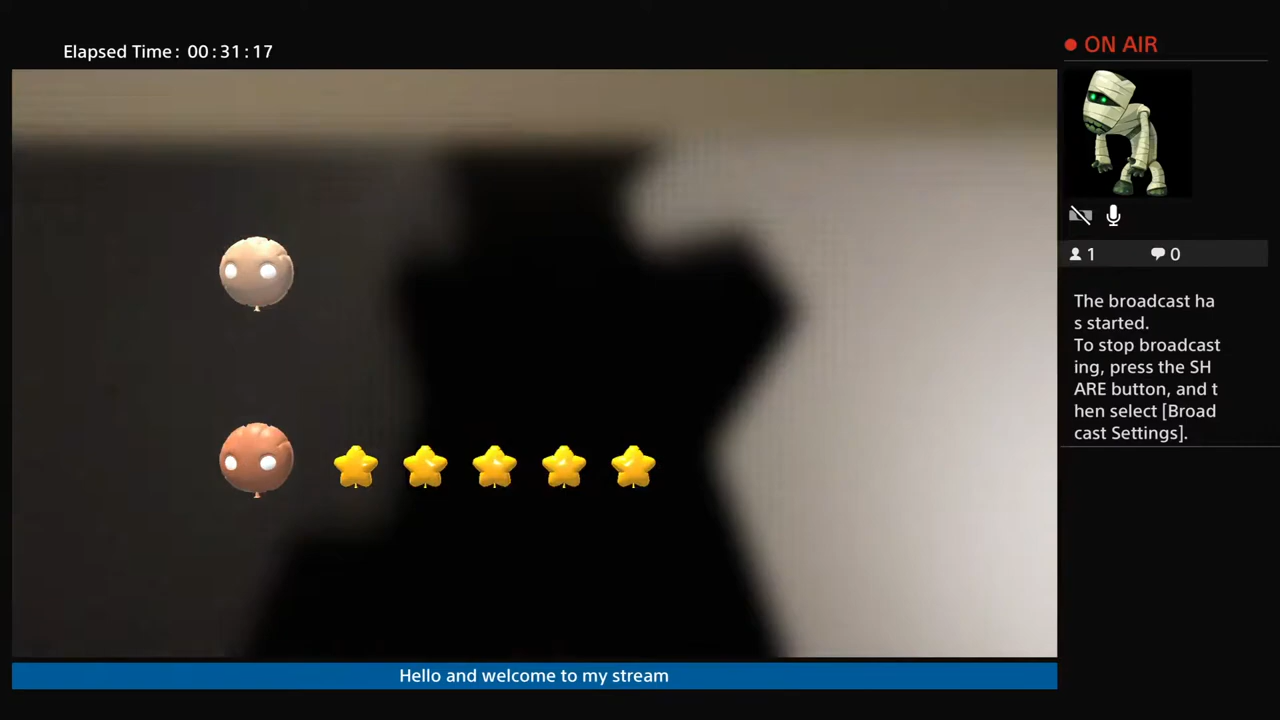 Elapsed Time: 00:31:17
ON AIR
1 0
The broadcast ha
s started.
To stop broadcast
ing, press the SH
ARE button, and t
hen select [Broad
cast Settings].
Hello and welcome to my stream